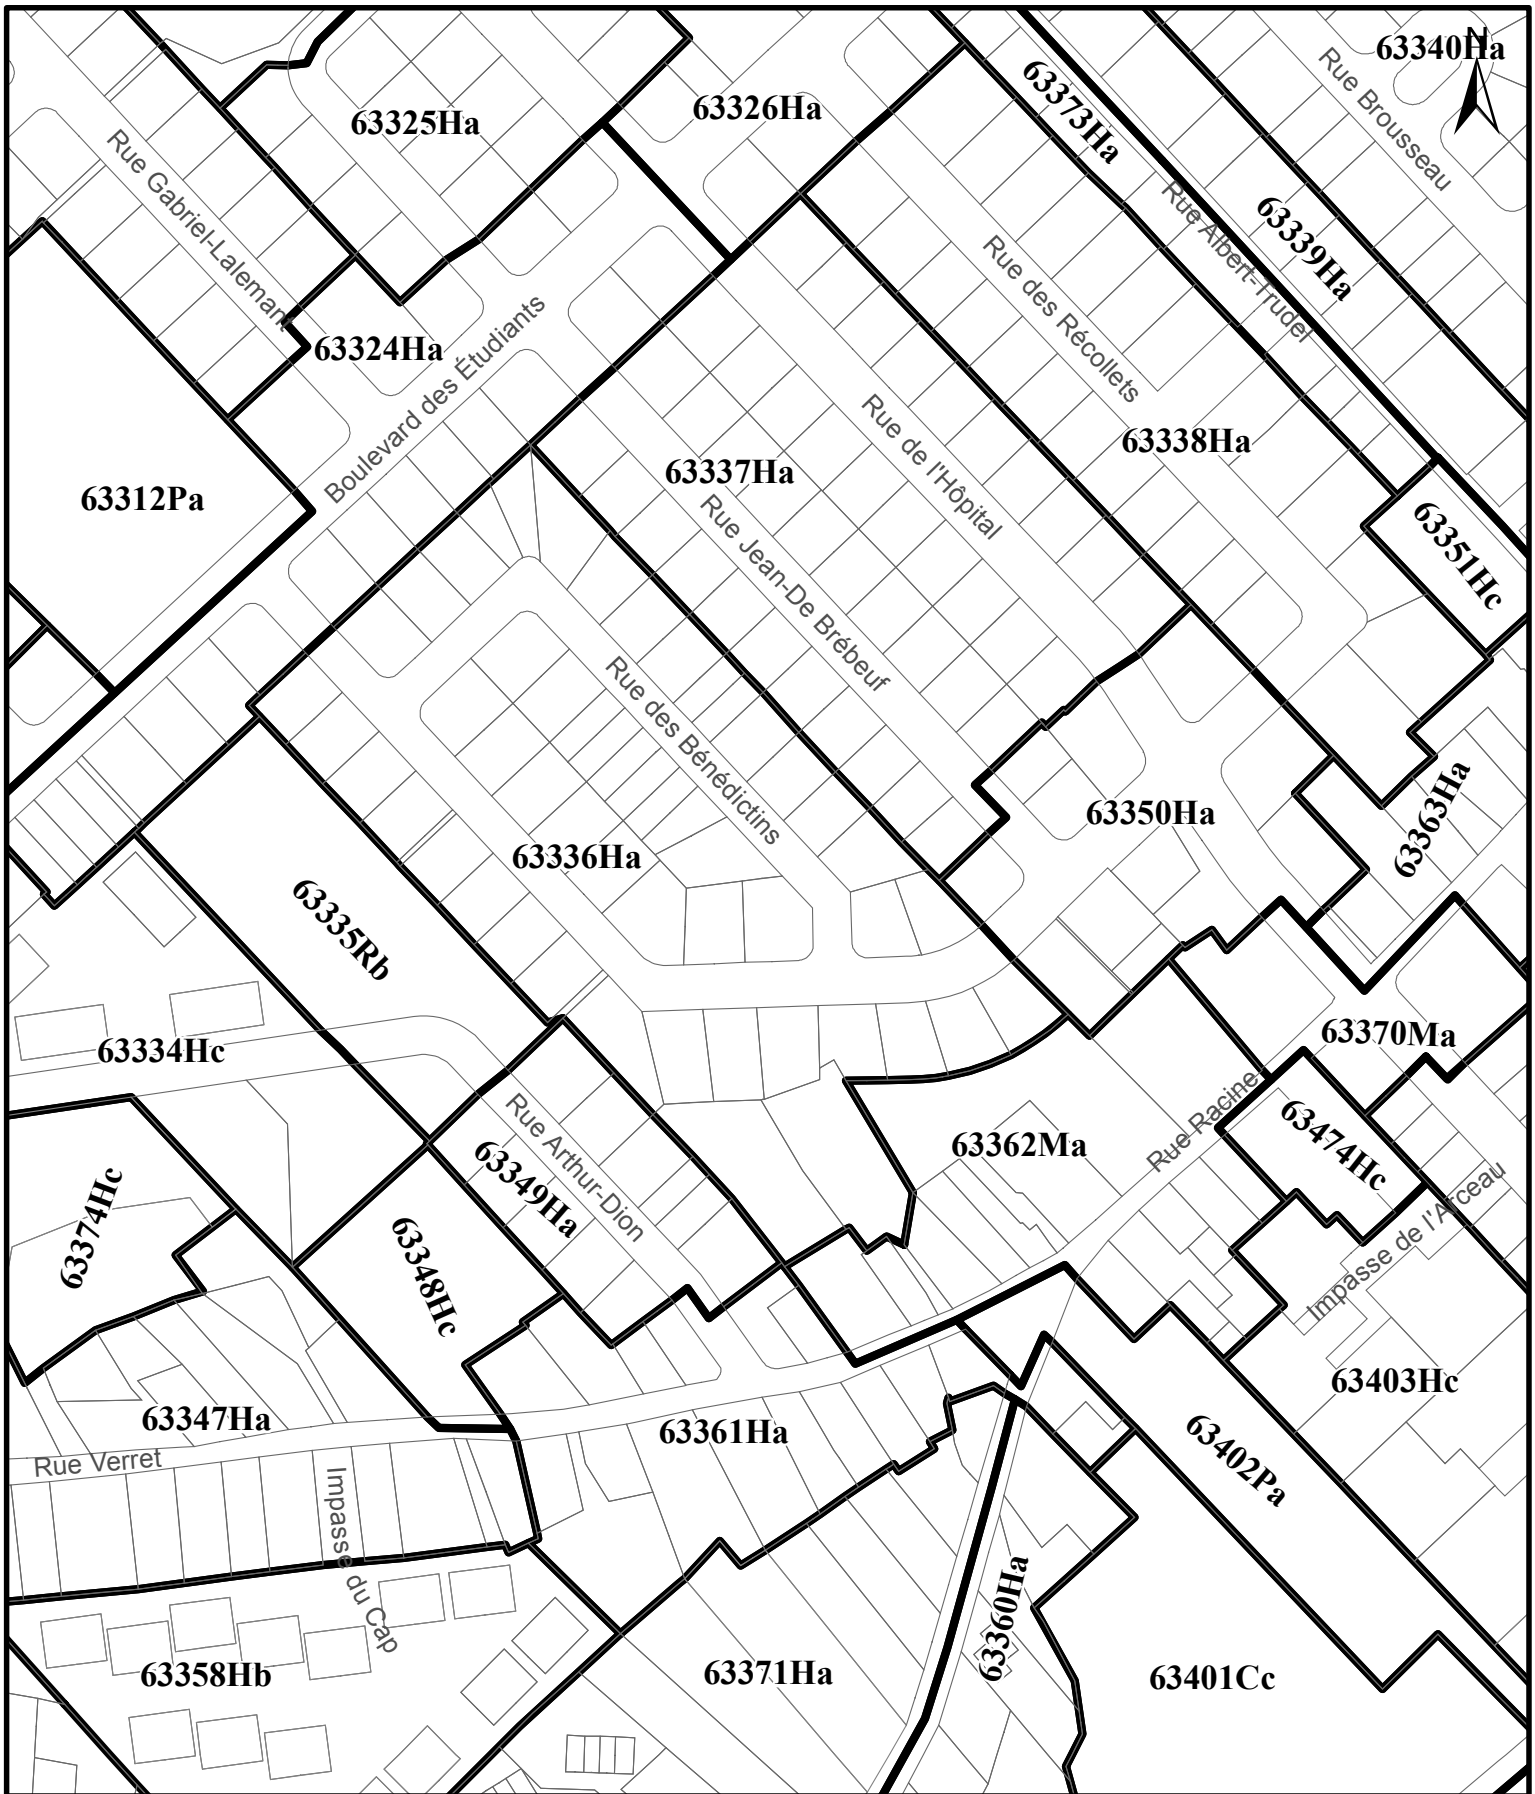 63340Ha
N
Rue Brousseau
63373Ha
63326Ha
63325Ha
Rue Gabriel-Lalemant
Rue Albert-Trudel
63339Ha
Rue des Récollets
63324Ha
Boulevard des Étudiants
63338Ha
Rue de l'Hôpital
63337Ha
63312Pa
Rue Jean-De Brébeuf
63351Hc
Rue des Bénédictins
63350Ha
63363Ha
63336Ha
63335Rb
63334Hc
63370Ma
Rue Racine
63474Hc
63362Ma
Rue Arthur-Dion
63349Ha
63374Hc
63348Hc
Impasse de l'Arceau
63403Hc
63347Ha
63361Ha
63402Pa
Rue Verret
Impasse du Cap
63360Ha
63358Hb
63371Ha
63401Cc